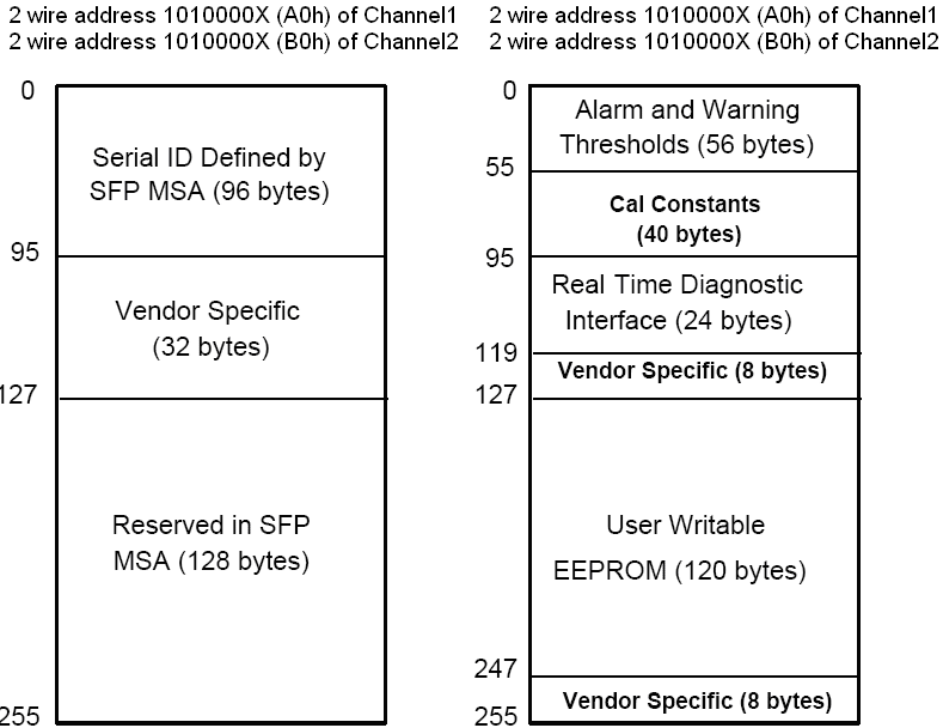 2 wire address 1010000X (A0h) of Channel1
2 wire address 1010000X (B0h) of Channel2
0
Serial ID Defined by
SFP MSA (96 bytes)
95
Vendor Specific
(32 bytes)
127
Reserved in SFP
MSA (128 bytes)
255
2 wire address 1010000X (A0h) of Channel1
2 wire address 1010000X (B0h) of Channel2
0
Alarm and Warning
Thresholds (56 bytes)
55
Cal Constants
(40 bytes)
95
Real Time Diagnostic
Interface (24 bytes)
119
Vendor Specific (8 bytes)
127
User Writable
EEPROM (120 bytes)
247
Vendor Specific (8 bytes)
255